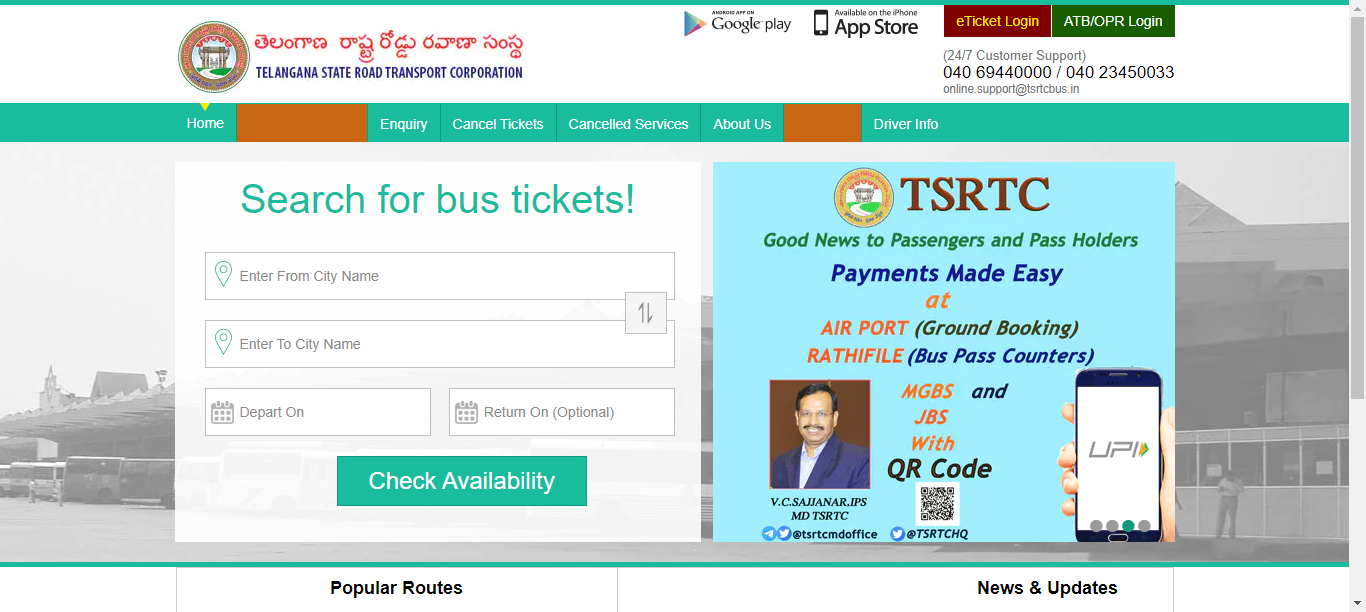 తెలంగాణ రాష్ట్ర రోడ్డు రవాణా సంస్థ
TELANGANA STATE ROAD TRANSPORT CORPORATION
ANDROID APP ON
Google play
Available on the iPhone
App Store
eTicket Login
ATB/OPR Login
(24/7 Customer Support)
040 69440000 / 040 23450033
online.support@tsrtcbus.in
Home
Enquiry
Cancel Tickets
Cancelled Services
About Us
Driver Info
Search for bus tickets!
Enter From City Name
Enter To City Name
Depart On
Return On (Optional)
Check Availability
TSRTC
Good News to Passengers and Pass Holders
Payments Made Easy
at
AIR PORT (Ground Booking)
RATHIFILE (Bus Pass Counters)
MGBS and
JBS
With
QR Code
UPI
V.C.SAJJANAR,IPS
MD TSRTC
@tsrtcmdoffice @TSRTCHQ
Popular Routes
News & Updates